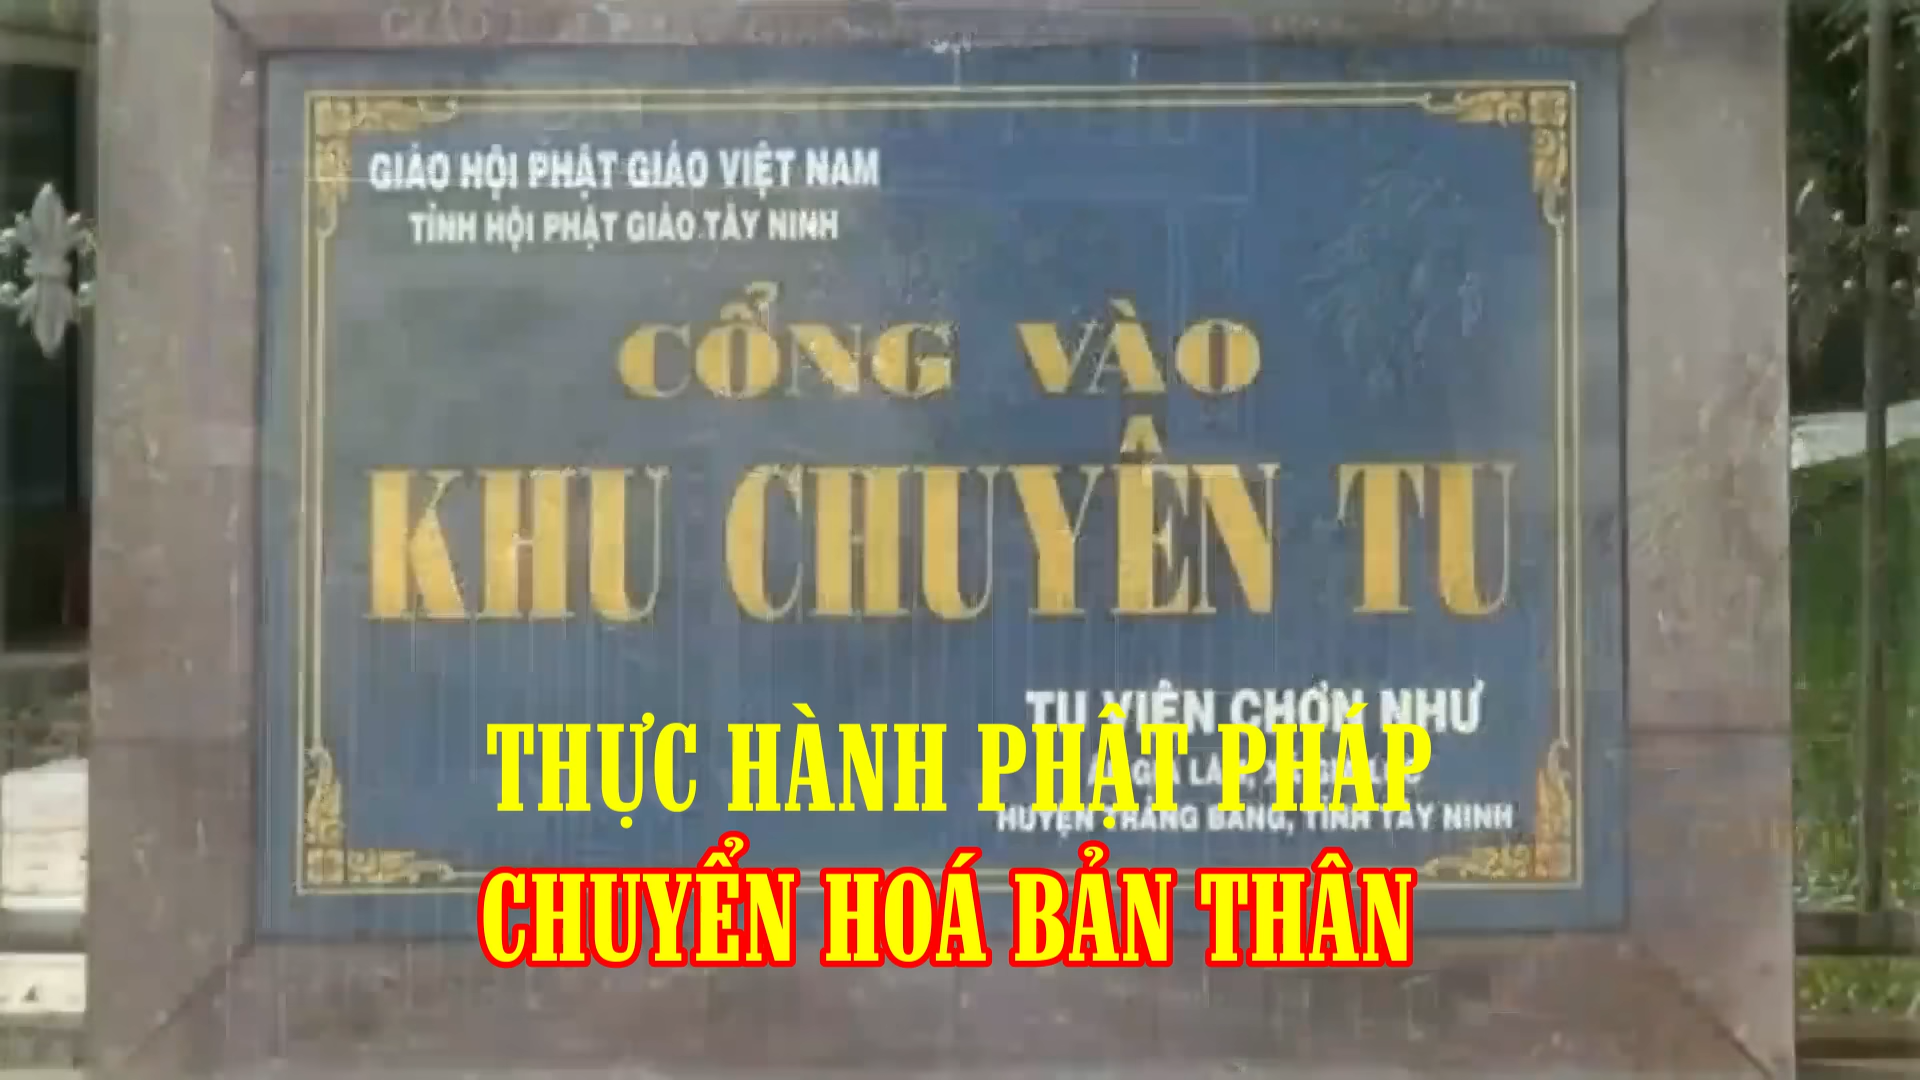 GIÁO HỘI PHẬT GIÁO VIỆT NAM
TỈNH HỘI PHẬT GIÁO TÂY NINH
CỔNG VÀO
KHU CHUYÊN TU
TU VIỆN CHƠN NHƯ
THỰC HÀNH PHẬT PHÁP
HUYỆN TRẢNG BÀNG, TỈNH TÂY NINH
CHUYỂN HOÁ BẢN THÂN